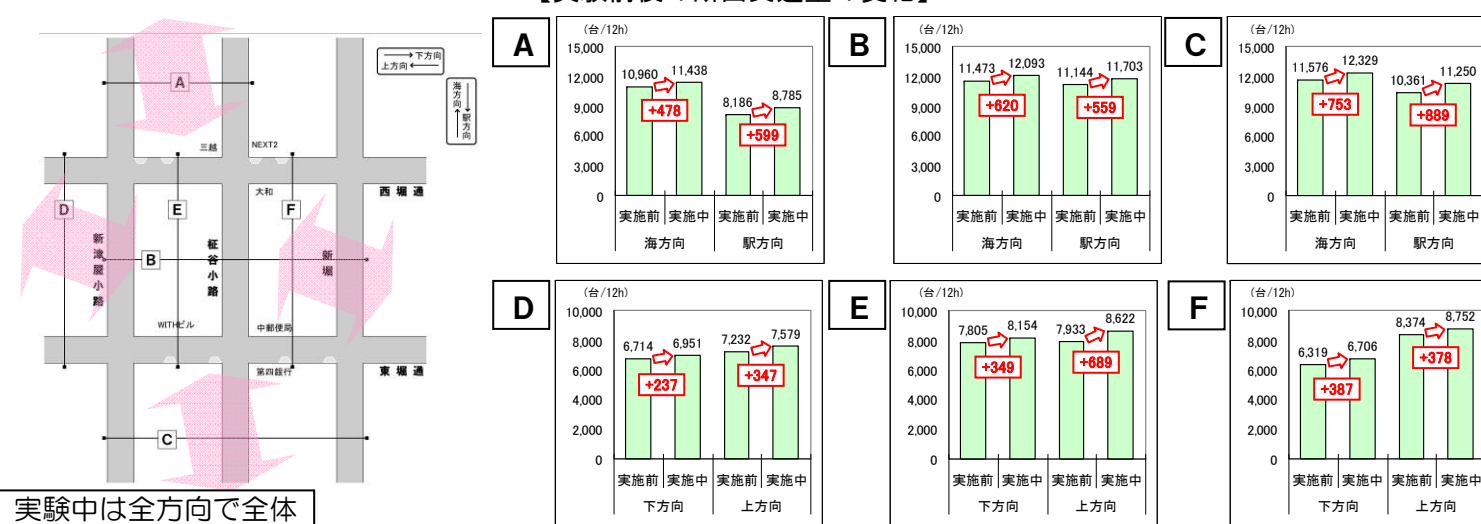 A
→下方向
上方向←
海方向→
←駅方向
三越
NEXT2
大和
西堀通
D
E
F
新津屋小路
B
柾谷小路
新堀
WITHビル
中郵便局
第四銀行
東堀通
C
実験中は全方向で全体
A
(台/12h)
15,000
12,000
9,000
6,000
3,000
0
10,960
11,438
+478
8,186
8,785
+599
実施前 実施中 実施前 実施中
海方向 駅方向
B
(台/12h)
15,000
12,000
9,000
6,000
3,000
0
11,473
12,093
+620
11,144
11,703
+559
実施前 実施中 実施前 実施中
海方向 駅方向
C
(台/12h)
15,000
12,000
9,000
6,000
3,000
0
11,576
12,329
+753
10,361
11,250
+889
実施前 実施中 実施前 実施中
海方向 駅方向
D
(台/12h)
10,000
8,000
6,000
4,000
2,000
0
6,714
6,951
+237
7,232
7,579
+347
実施前 実施中 実施前 実施中
下方向 上方向
E
(台/12h)
10,000
8,000
6,000
4,000
2,000
0
7,805
8,154
+349
7,933
8,622
+689
実施前 実施中 実施前 実施中
下方向 上方向
F
(台/12h)
10,000
8,000
6,000
4,000
2,000
0
6,319
6,706
+387
8,374
8,752
+378
実施前 実施中 実施前 実施中
下方向 上方向